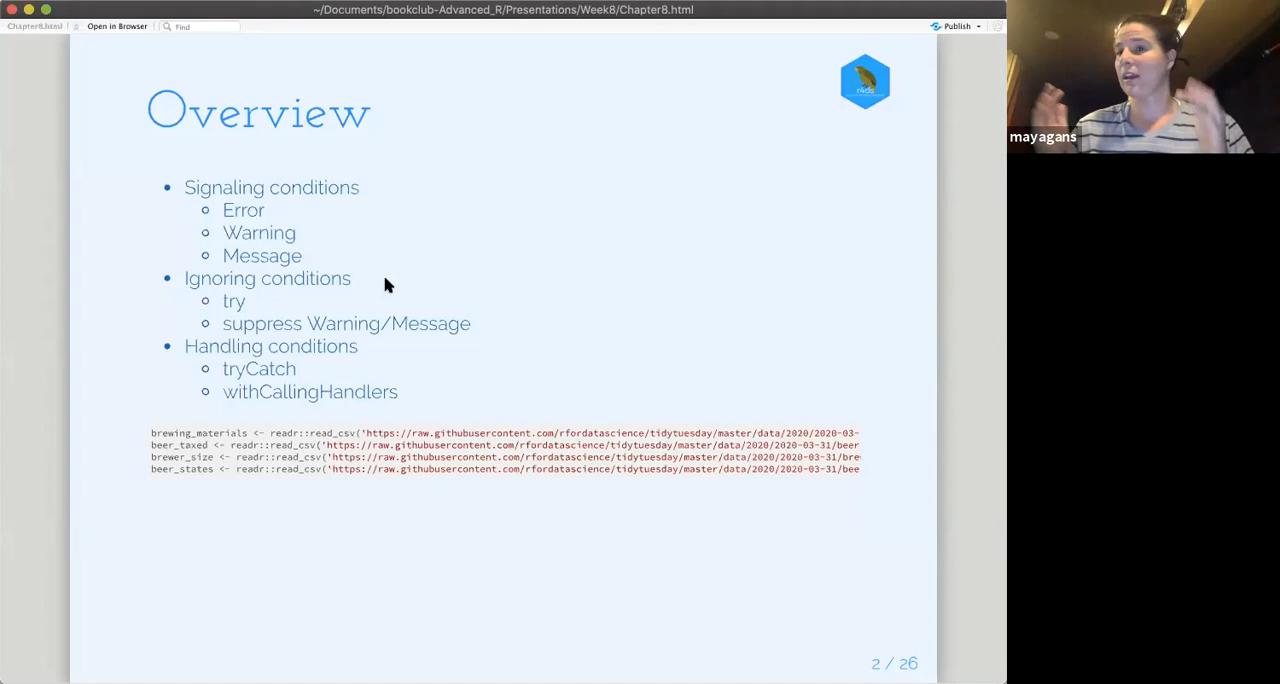 ~/Documents/bookclub-Advanced_R/Presentations/Week8/Chapter8.html
Chapter8.html
Open in Browser
Find
Publish
r4ds
mayagans
Overview
Signaling conditions
Error
Warning
Message
Ignoring conditions
try
suppress Warning/Message
Handling conditions
tryCatch
withCallingHandlers
brewing_materials <- readr::read_csv('https://raw.githubusercontent.com/rfordatascience/tidytuesday/master/data/2020/2020-03-
beer_taxed <- readr::read_csv('https://raw.githubusercontent.com/rfordatascience/tidytuesday/master/data/2020/2020-03-31/beer
brewer_size <- readr::read_csv('https://raw.githubusercontent.com/rfordatascience/tidytuesday/master/data/2020/2020-03-31/bre
beer_states <- readr::read_csv('https://raw.githubusercontent.com/rfordatascience/tidytuesday/master/data/2020/2020-03-31/bee
2 / 26